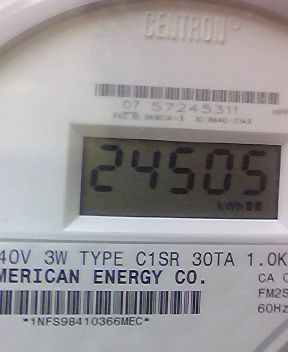 CENTRON
07 57245311
24505
kWh
40V 3W TYPE C1SR 30TA 1.0K
MERICAN ENERGY CO.
CA
FM2S
60Hz
*1NFS98410366MEC*